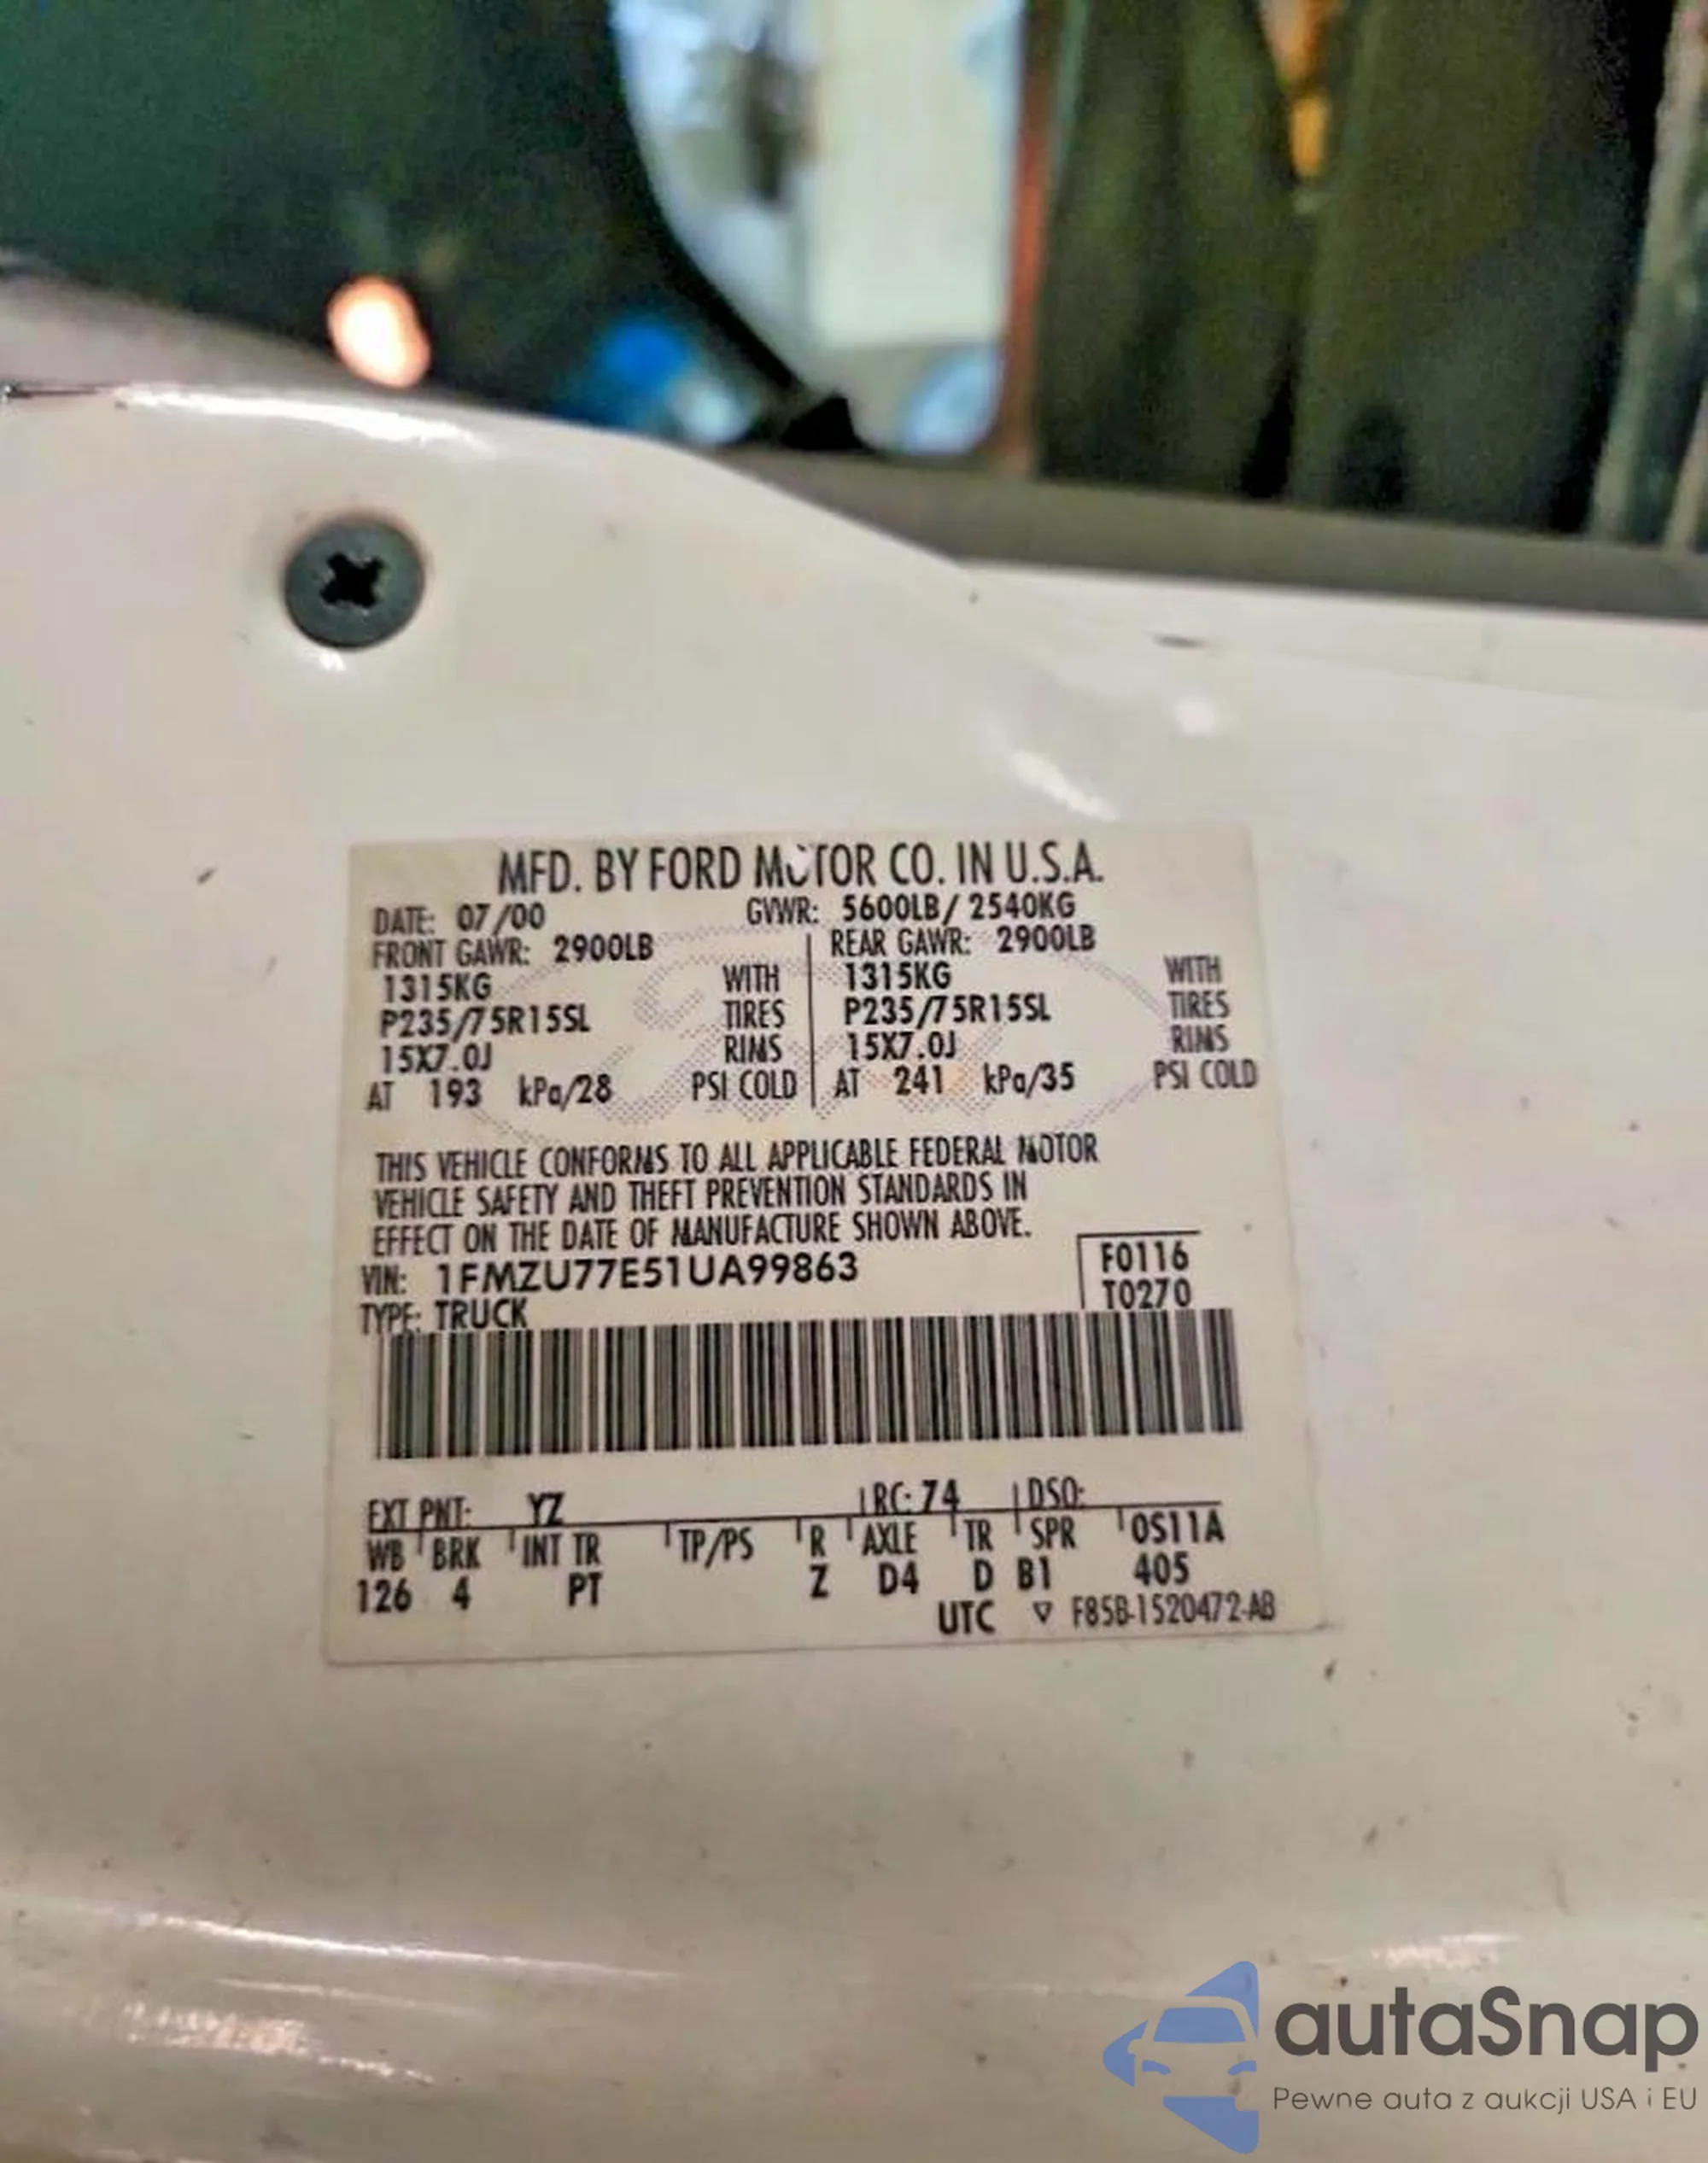 MFD. BY FORD MOTOR CO. IN U.S.A.
DATE: 07/00 GVWR: 5600LB/ 2540KG
FRONT GAWR: 2900LB REAR GAWR: 2900LB
1315KG WITH 1315KG WITH
P235/75R15SL TIRES P235/75R15SL TIRES
15X7.0J RIMS 15X7.0J RIMS
AT 193 kPa/28 PSI COLD AT 241 kPa/35 PSI COLD
THIS VEHICLE CONFORMS TO ALL APPLICABLE FEDERAL MOTOR
VEHICLE SAFETY AND THEFT PREVENTION STANDARDS IN
EFFECT ON THE DATE OF MANUFACTURE SHOWN ABOVE.
VIN: 1FMZU77E51UA99863 F0116
TYPE: TRUCK T0270
EXT PNT: YZ RC: 74 DSO:
WB BRK INT TR TP/PS R AXLE TR SPR 0S11A
126 4 PT Z D4 D B1 405
UTC ▽ F85B-1520472-AB
autaSnap
Pewne auta z aukcji USA i EU